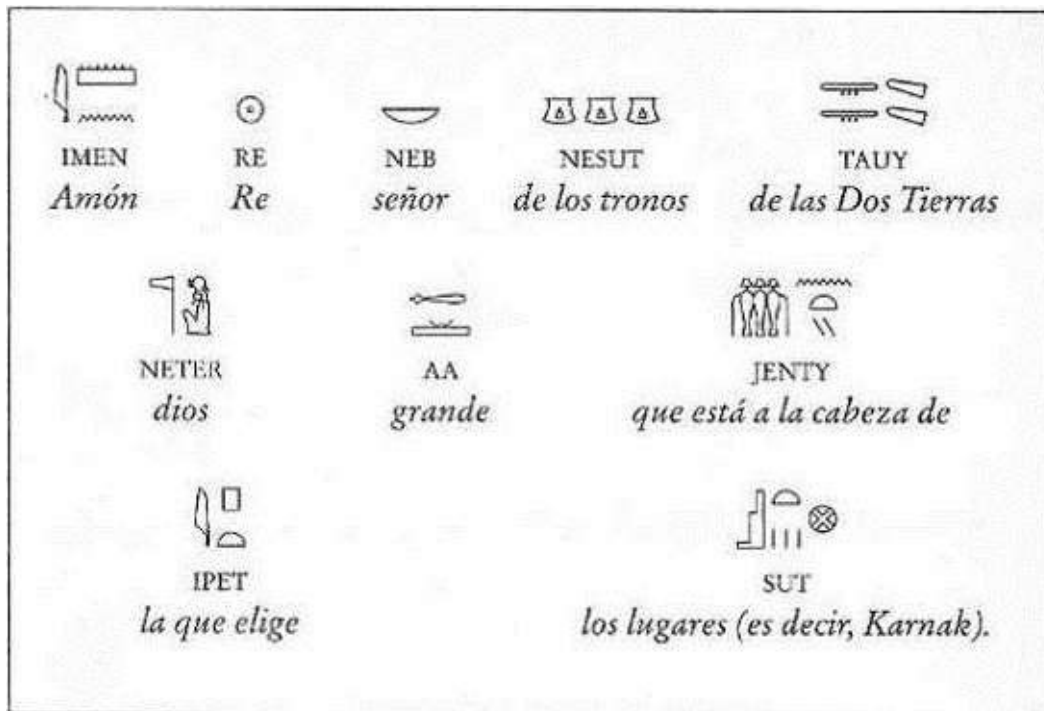 IMEN RE NEB NESUT TAUY
Amón Re señor de los tronos de las Dos Tierras
NETER AA JENTY
dios grande que está a la cabeza de
IPET SUT
la que elige los lugares (es decir, Karnak).